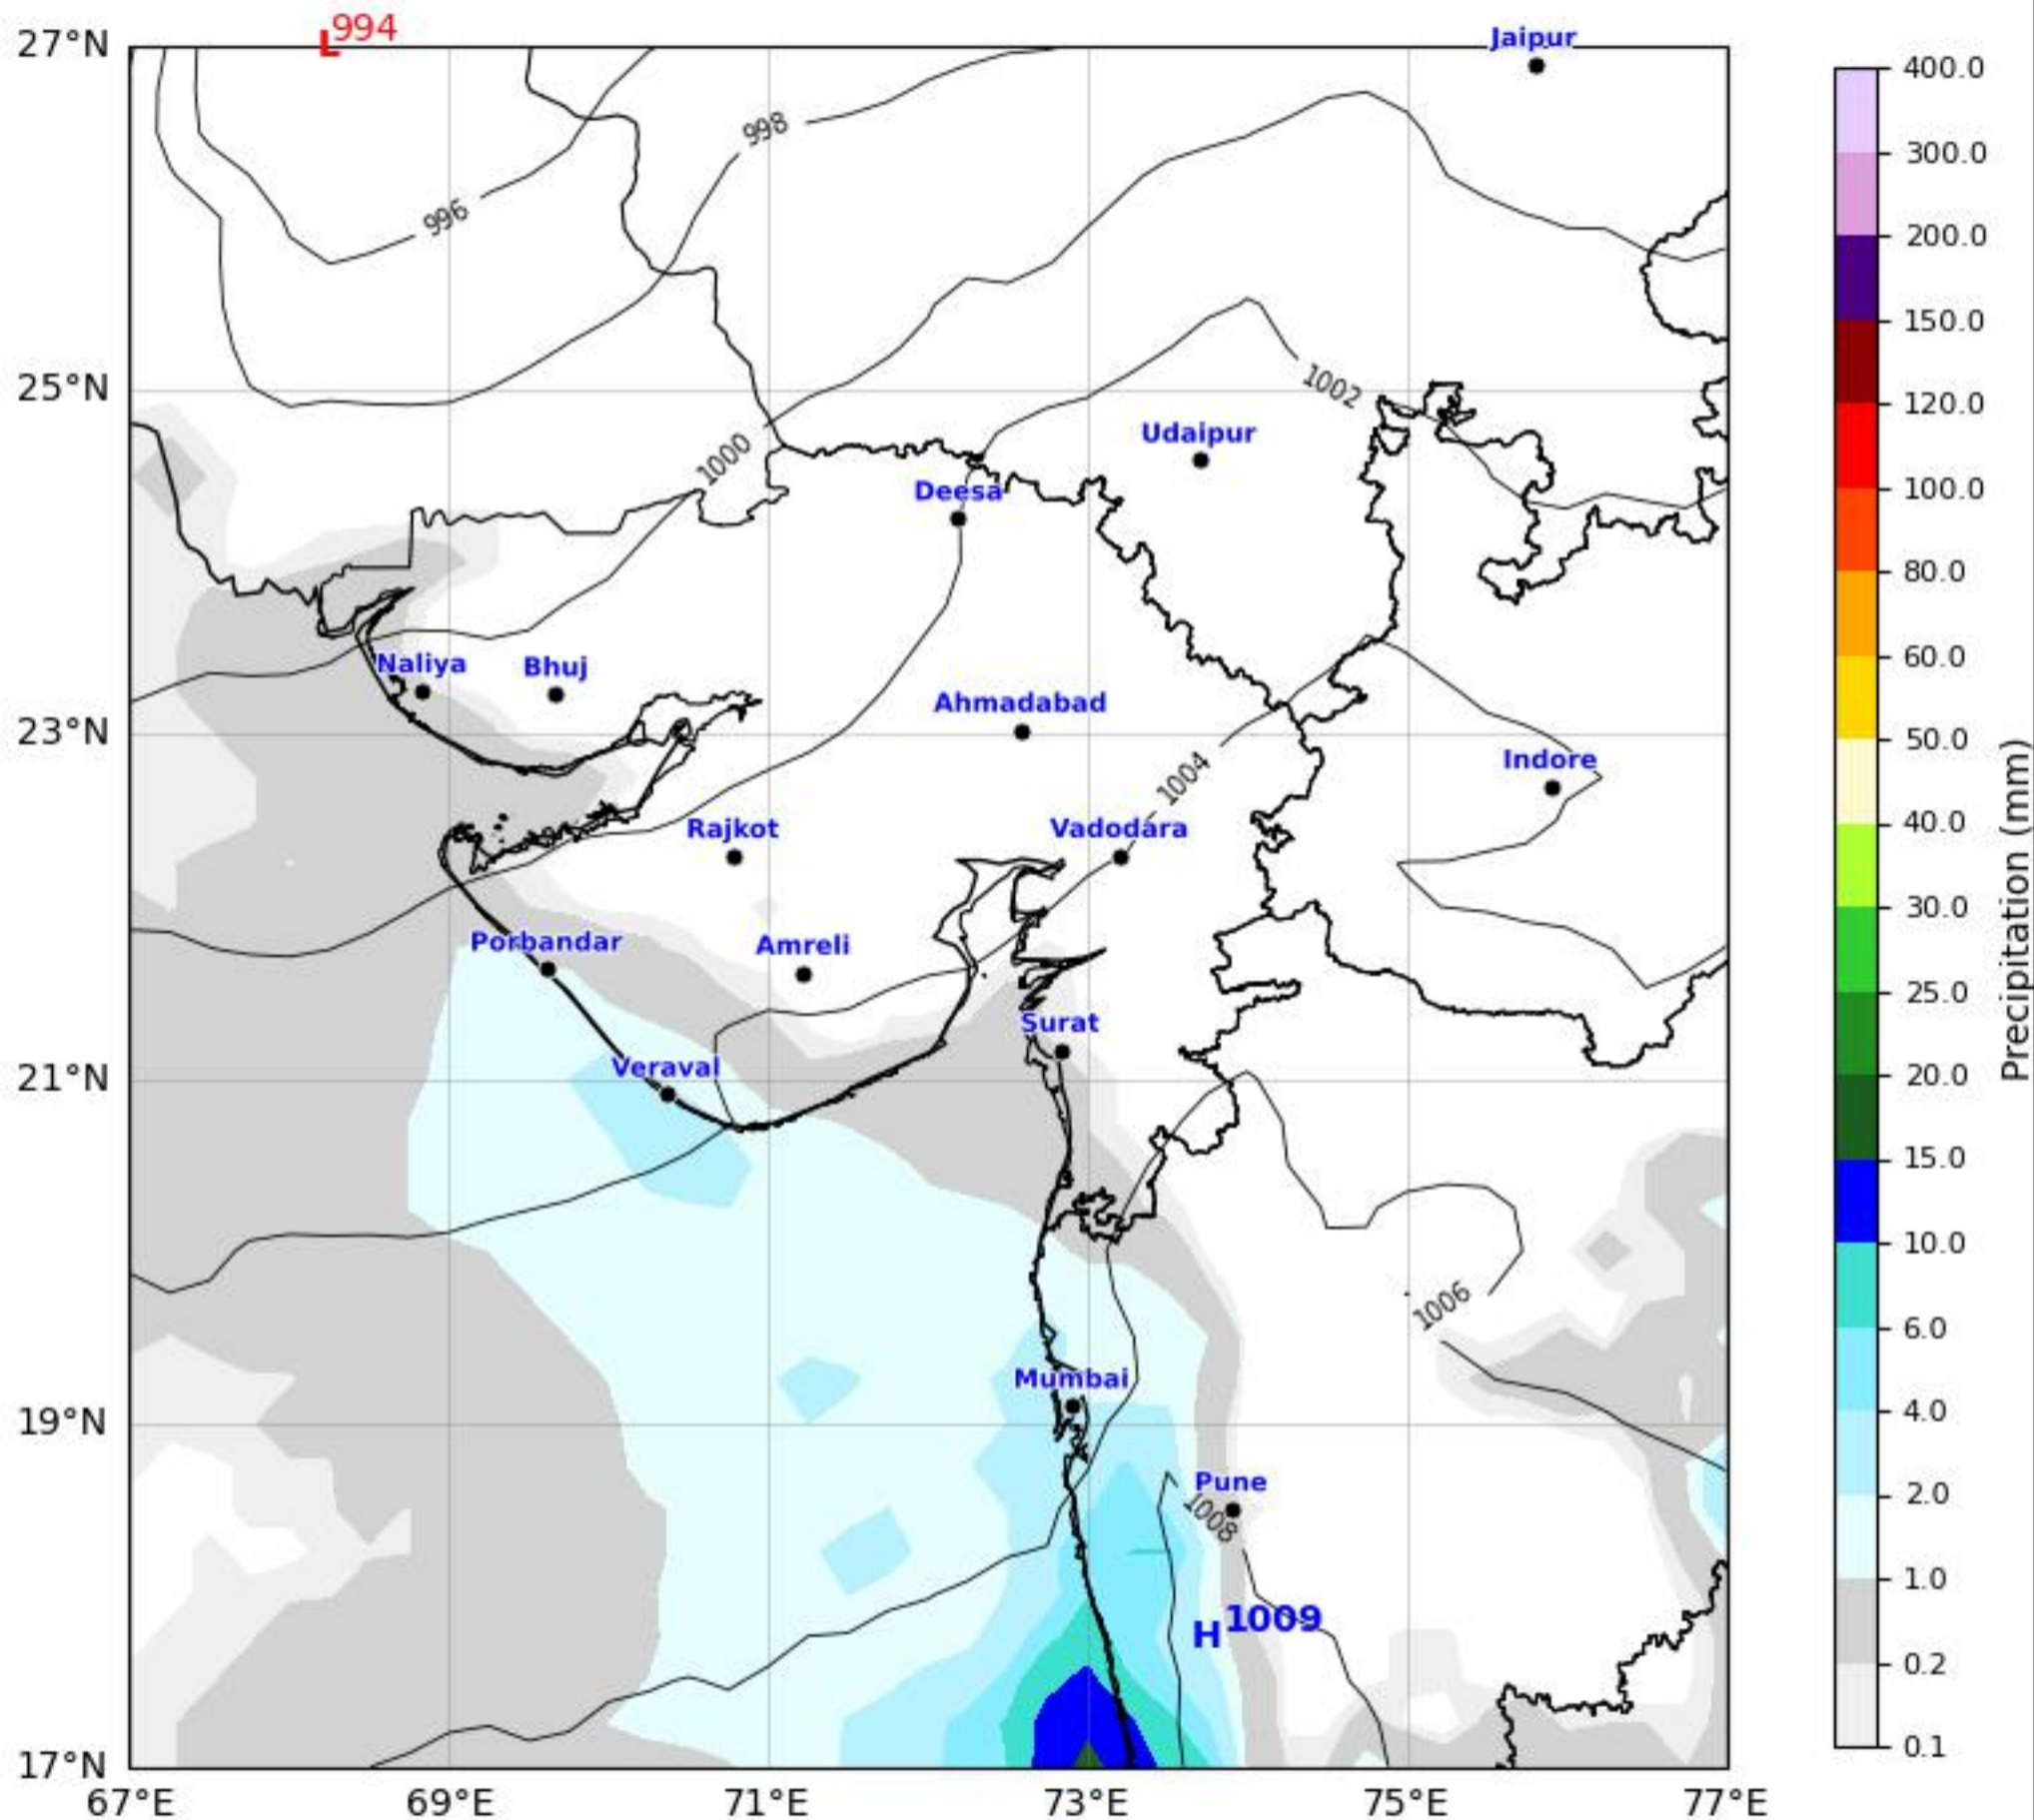 27°N
L994
Jaipur
400.0
998
300.0
996
200.0
150.0
25°N
1002
120.0
Udaipur
1000
Deesa
100.0
80.0
Naliya
Bhuj
60.0
Ahmadabad
23°N
50.0
Indore
1004
Rajkot
Vadodara
40.0
Porbandar
Amreli
30.0
Precipitation (mm)
25.0
Surat
21°N
Veraval
20.0
15.0
10.0
1006
6.0
Mumbai
19°N
4.0
Pune
2.0
1008
1.0
H1009
0.2
17°N
0.1
67°E
69°E
71°E
73°E
75°E
77°E